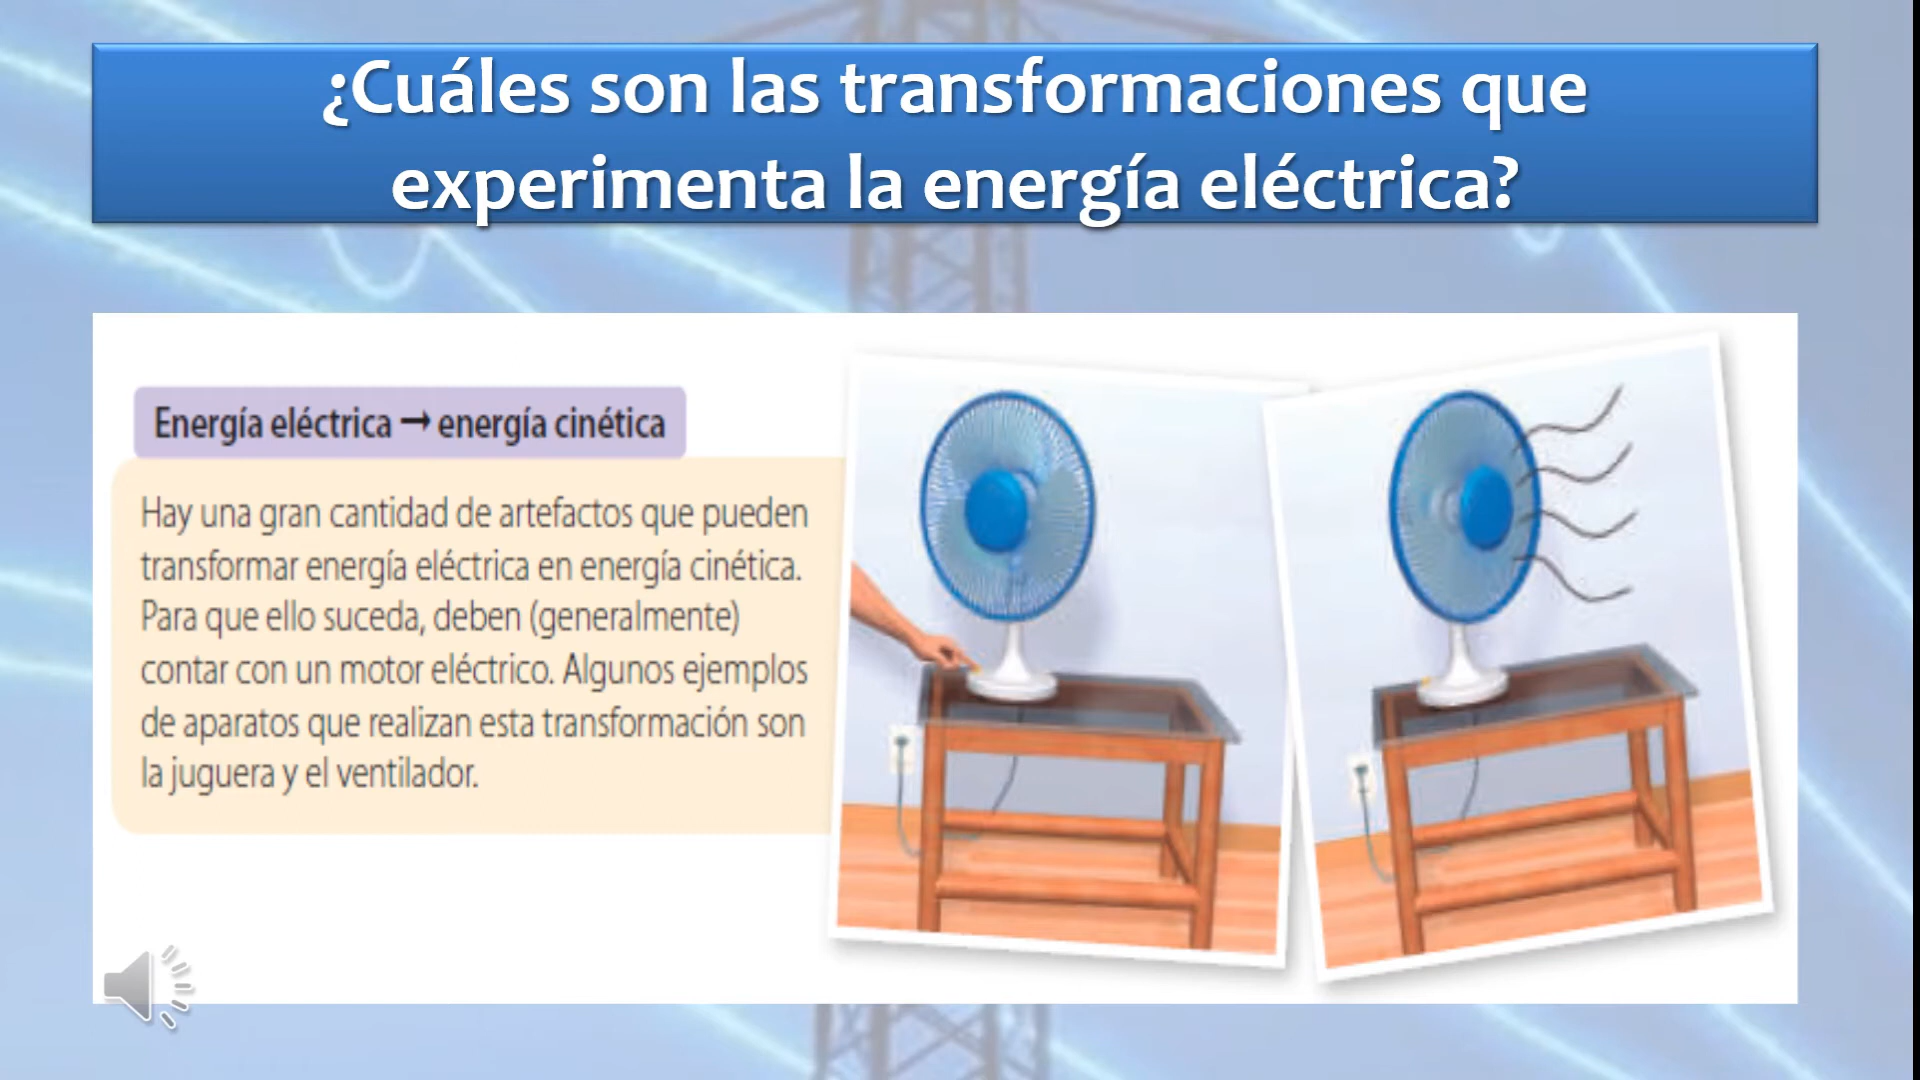 ¿Cuáles son las transformaciones que
experimenta la energía eléctrica?
Energía eléctrica → energía cinética
Hay una gran cantidad de artefactos que pueden
transformar energía eléctrica en energía cinética.
Para que ello suceda, deben (generalmente)
contar con un motor eléctrico. Algunos ejemplos
de aparatos que realizan esta transformación son
la juguera y el ventilador.